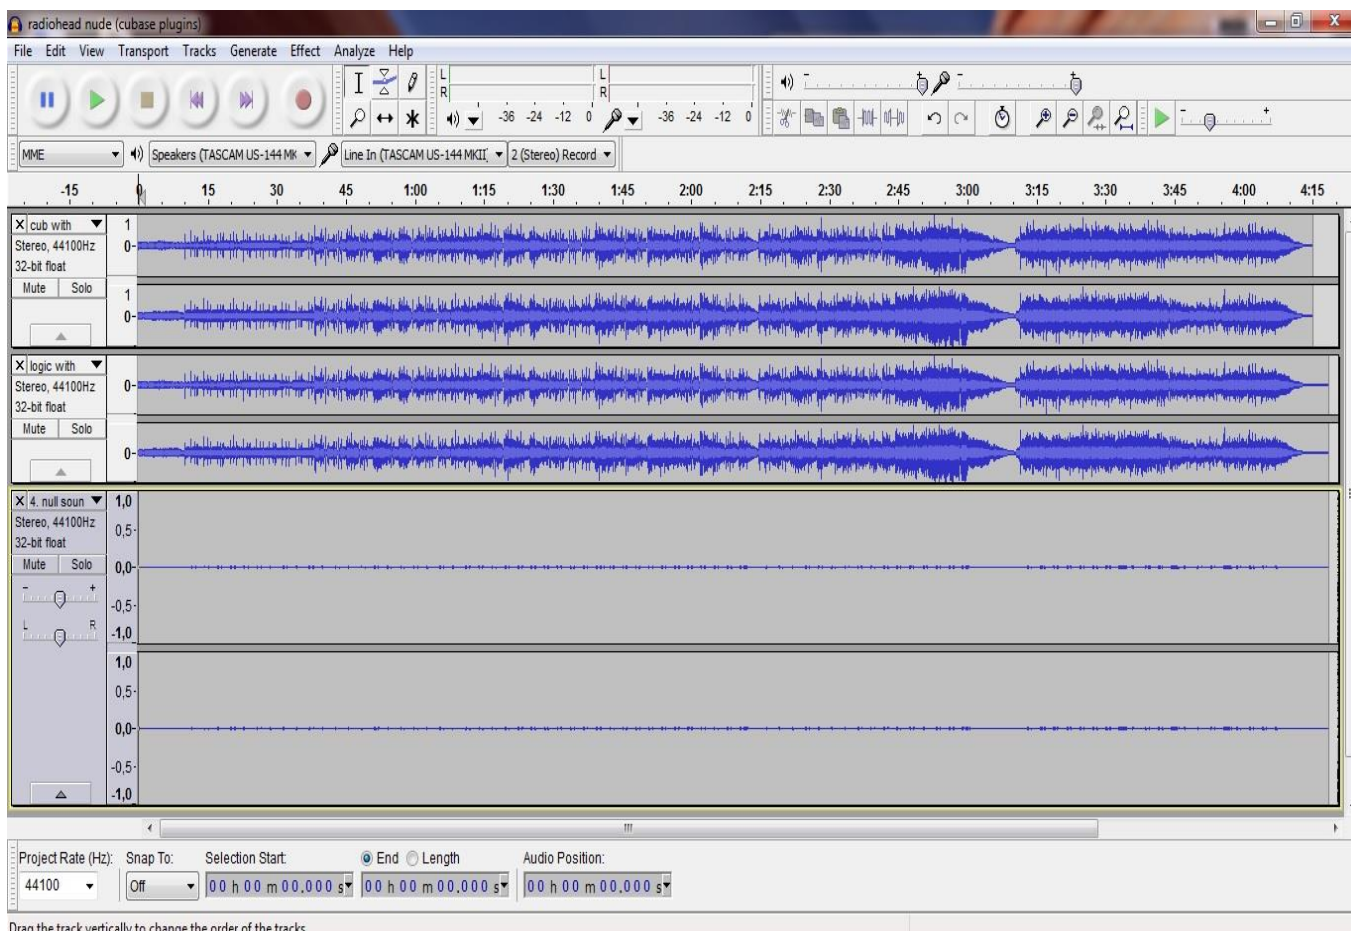 radiohead nude (cubase plugins)
File Edit View Transport Tracks Generate Effect Analyze Help
L L
R R
-36 -24 -12 0 -36 -24 -12 0
MME Speakers (TASCAM US-144 MK Line In (TASCAM US-144 MKII) 2 (Stereo) Record
-15 0 15 30 45 1:00 1:15 1:30 1:45 2:00 2:15 2:30 2:45 3:00 3:15 3:30 3:45 4:00 4:15
X cub with 1
Stereo, 44100Hz 0-
32-bit float
Mute Solo
1
0-
X logic with
Stereo, 44100Hz 0-
32-bit float
Mute Solo
0-
X 4. null soun 1,0
Stereo, 44100Hz 0,5-
32-bit float
Mute Solo 0,0-
- + -0,5-
L R -1,0
1,0
0,5-
0,0-
-0,5-
-1,0
Project Rate (Hz): Snap To: Selection Start: End Length Audio Position:
44100 Off 00 h 00 m 00.000 s 00 h 00 m 00.000 s 00 h 00 m 00.000 s
Drag the track vertically to change the order of the tracks.